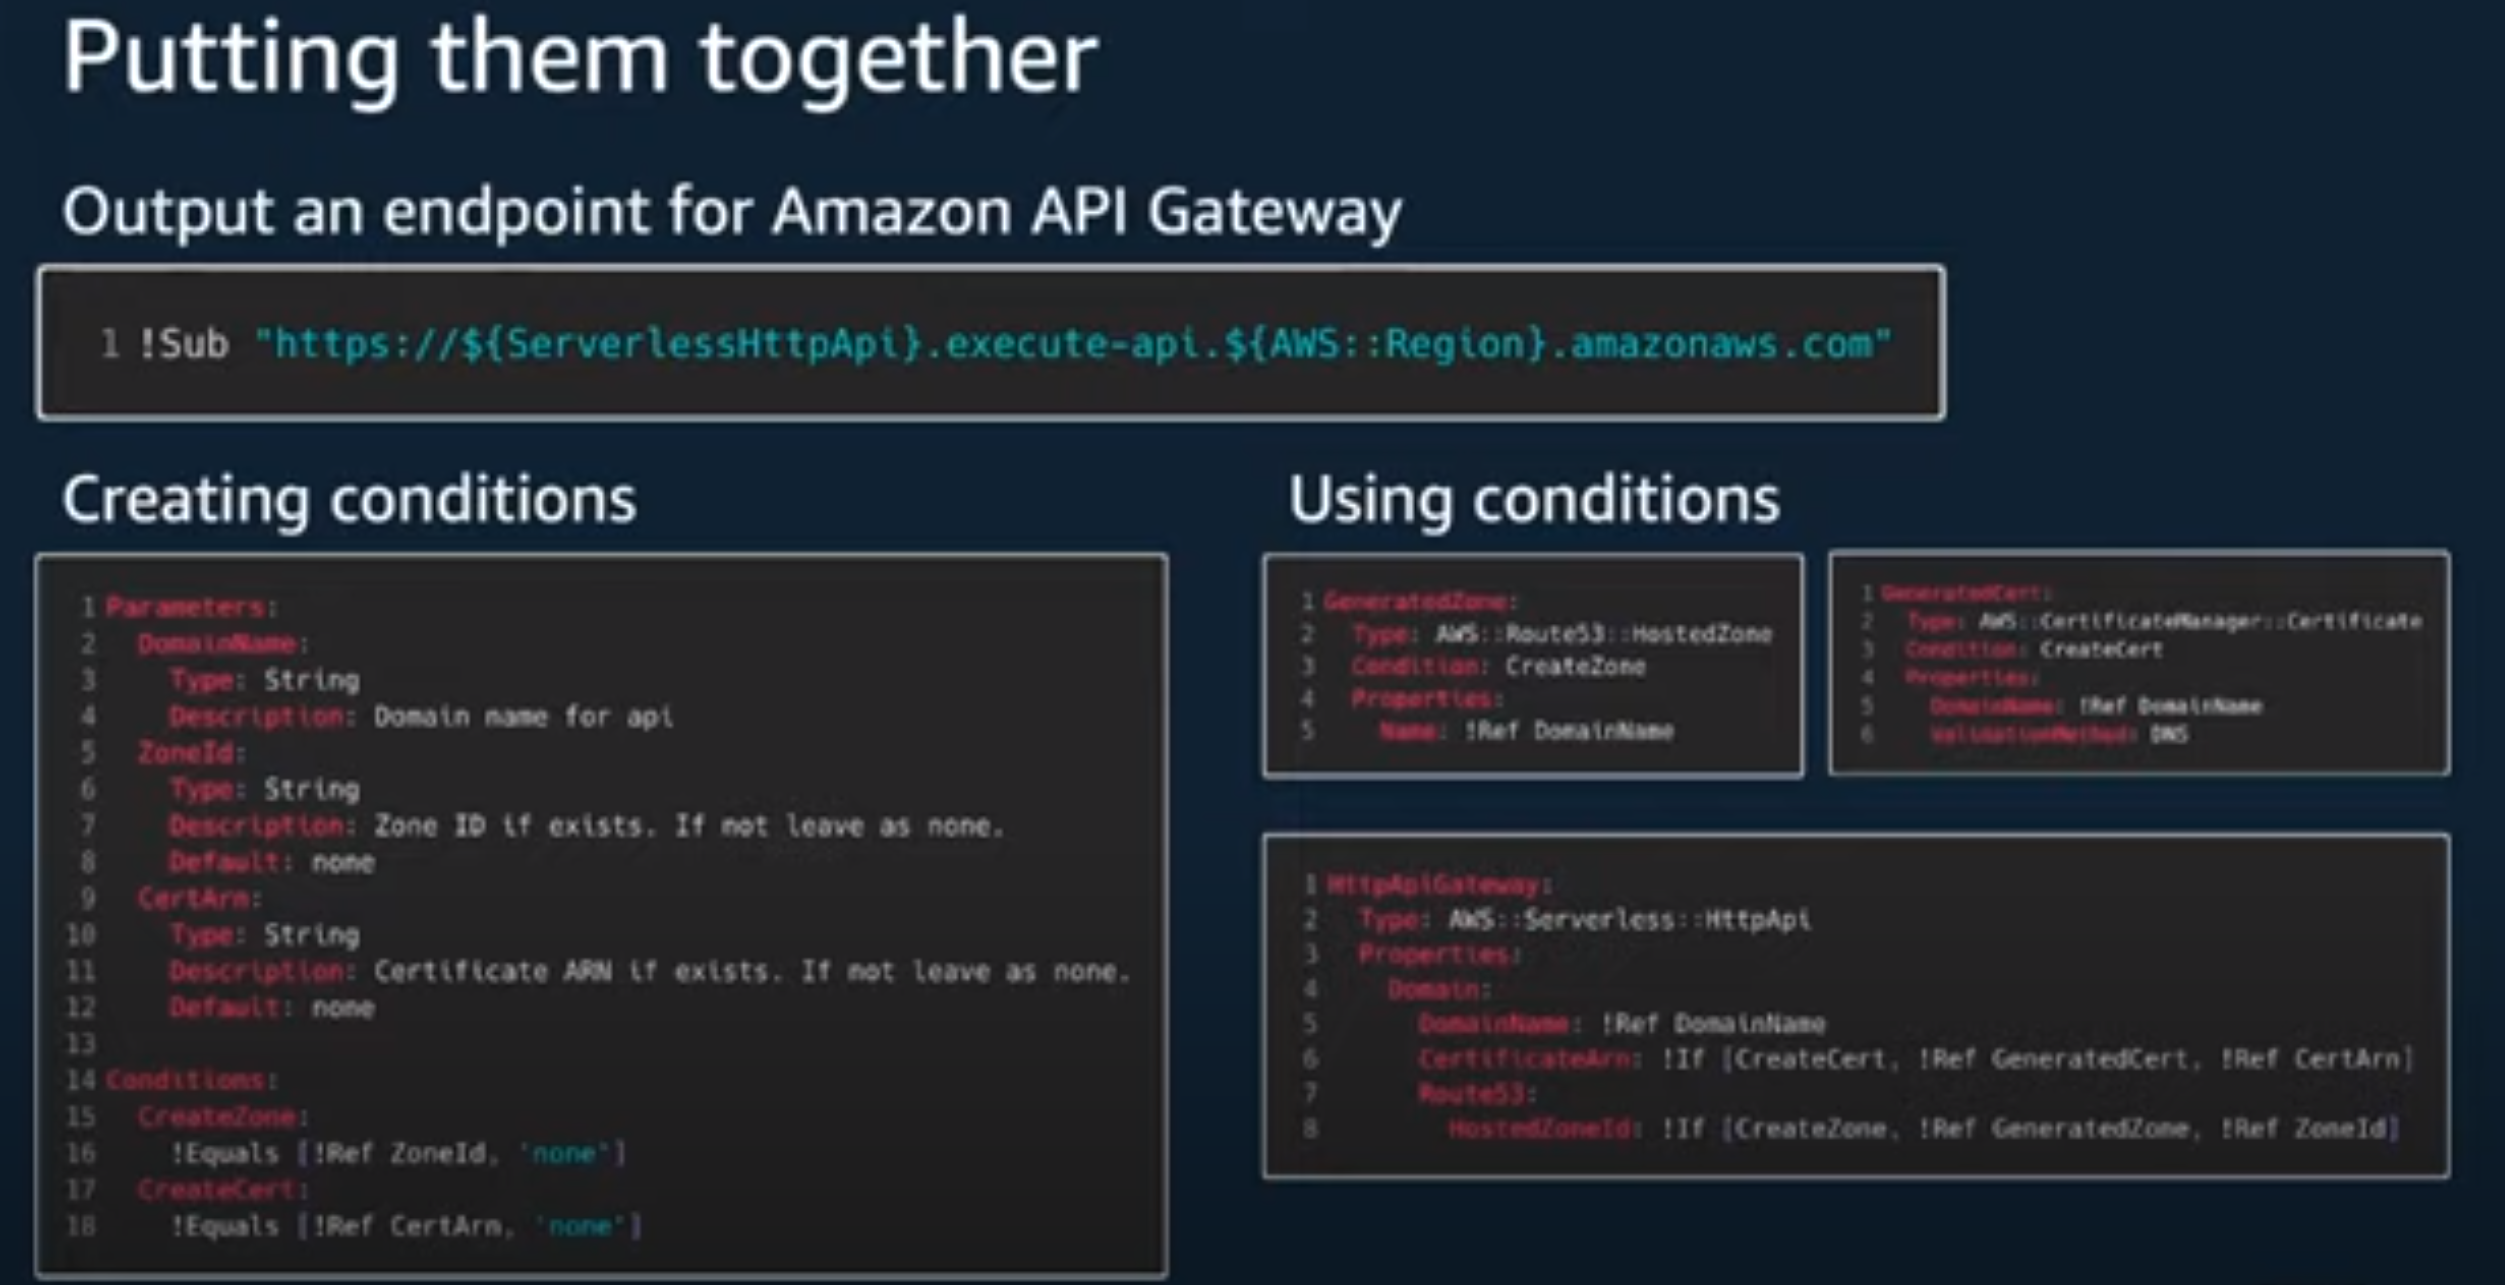 Putting them together
Output an endpoint for Amazon API Gateway
1 !Sub "https://${ServerlessHttpApi}.execute-api.${AWS::Region}.amazonaws.com"
Creating conditions
1 Parameters:
2   DomainName:
3     Type: String
4     Description: Domain name for api
5   ZoneId:
6     Type: String
7     Description: Zone ID if exists. If not leave as none.
8     Default: none
9   CertArn:
10     Type: String
11     Description: Certificate ARN if exists. If not leave as none.
12     Default: none
13
14 Conditions:
15   CreateZone:
16     !Equals [!Ref ZoneId, 'none']
17   CreateCert:
18     !Equals [!Ref CertArn, 'none']
Using conditions
1 GeneratedZone:
2   Type: AWS::Route53::HostedZone
3   Condition: CreateZone
4   Properties:
5     Name: !Ref DomainName
1 GeneratedCert:
2   Type: AWS::CertificateManager::Certificate
3   Condition: CreateCert
4   Properties:
5     DomainName: !Ref DomainName
6     ValidationMethod: DNS
1 HttpApiGateway:
2   Type: AWS::Serverless::HttpApi
3   Properties:
4     Domain:
5       DomainName: !Ref DomainName
6       CertificateArn: !If [CreateCert, !Ref GeneratedCert, !Ref CertArn]
7       Route53:
8         HostedZoneId: !If [CreateZone, !Ref GeneratedZone, !Ref ZoneId]